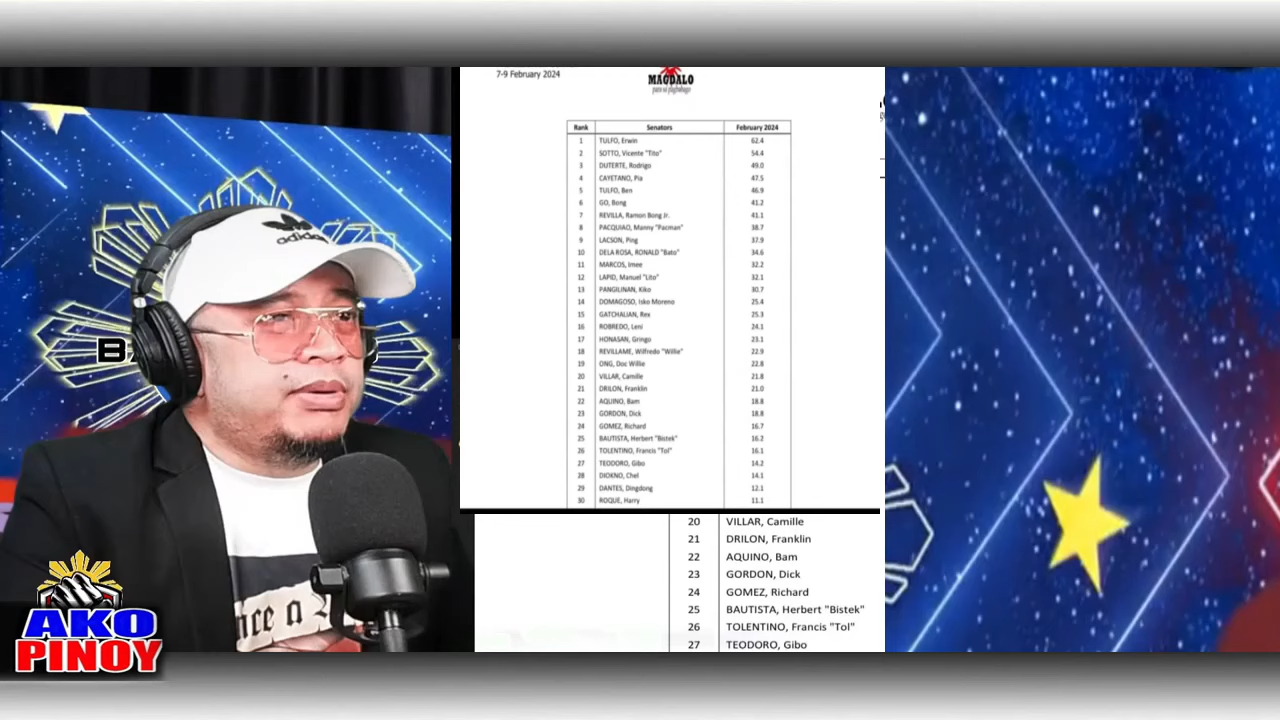 7-9 February 2024
MAGDALO
para sa pagbabago
Rank Senators February 2024
1 TULFO, Erwin 62.4
2 SOTTO, Vicente "Tito" 54.4
3 DUTERTE, Rodrigo 49.0
4 CAYETANO, Pia 47.5
5 TULFO, Ben 46.9
6 GO, Bong 41.2
7 REVILLA, Ramon Bong Jr. 41.1
8 PACQUIAO, Manny "Pacman" 38.7
9 LACSON, Ping 37.9
10 DELA ROSA, RONALD "Bato" 34.6
11 MARCOS, Imee 32.2
12 LAPID, Manuel "Lito" 32.1
13 PANGILINAN, Kiko 30.7
14 DOMAGOSO, Isko Moreno 25.4
15 GATCHALIAN, Rex 25.3
16 ROBREDO, Leni 24.1
17 HONASAN, Gringo 23.1
18 REVILLAME, Wilfredo "Willie" 22.9
19 ONG, Doc Willie 22.8
20 VILLAR, Camille 21.8
21 DRILON, Franklin 21.0
22 AQUINO, Bam 18.8
23 GORDON, Dick 18.8
24 GOMEZ, Richard 16.7
25 BAUTISTA, Herbert "Bistek" 16.2
26 TOLENTINO, Francis "Tol" 16.1
27 TEODORO, Gibo 14.2
28 DIOKNO, Chel 14.1
29 DANTES, Dingdong 12.1
30 ROQUE, Harry 11.1
20 VILLAR, Camille
21 DRILON, Franklin
22 AQUINO, Bam
23 GORDON, Dick
24 GOMEZ, Richard
25 BAUTISTA, Herbert "Bistek"
26 TOLENTINO, Francis "Tol"
27 TEODORO, Gibo
adidas
AKO
PINOY